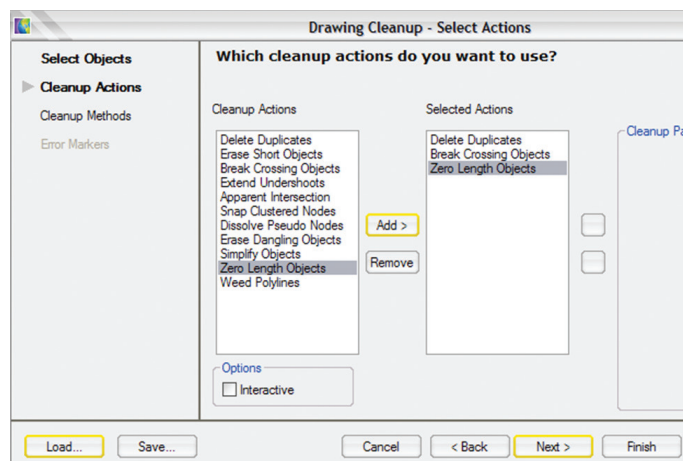 Drawing Cleanup - Select Actions
Select Objects
Cleanup Actions
Cleanup Methods
Error Markers
Which cleanup actions do you want to use?
Cleanup Actions
Delete Duplicates
Erase Short Objects
Break Crossing Objects
Extend Undershoots
Apparent Intersection
Snap Clustered Nodes
Dissolve Pseudo Nodes
Erase Dangling Objects
Simplify Objects
Zero Length Objects
Weed Polylines
Add >
Remove
Selected Actions
Delete Duplicates
Break Crossing Objects
Zero Length Objects
Cleanup Pa
Options
Interactive
Load...
Save...
Cancel
< Back
Next >
Finish